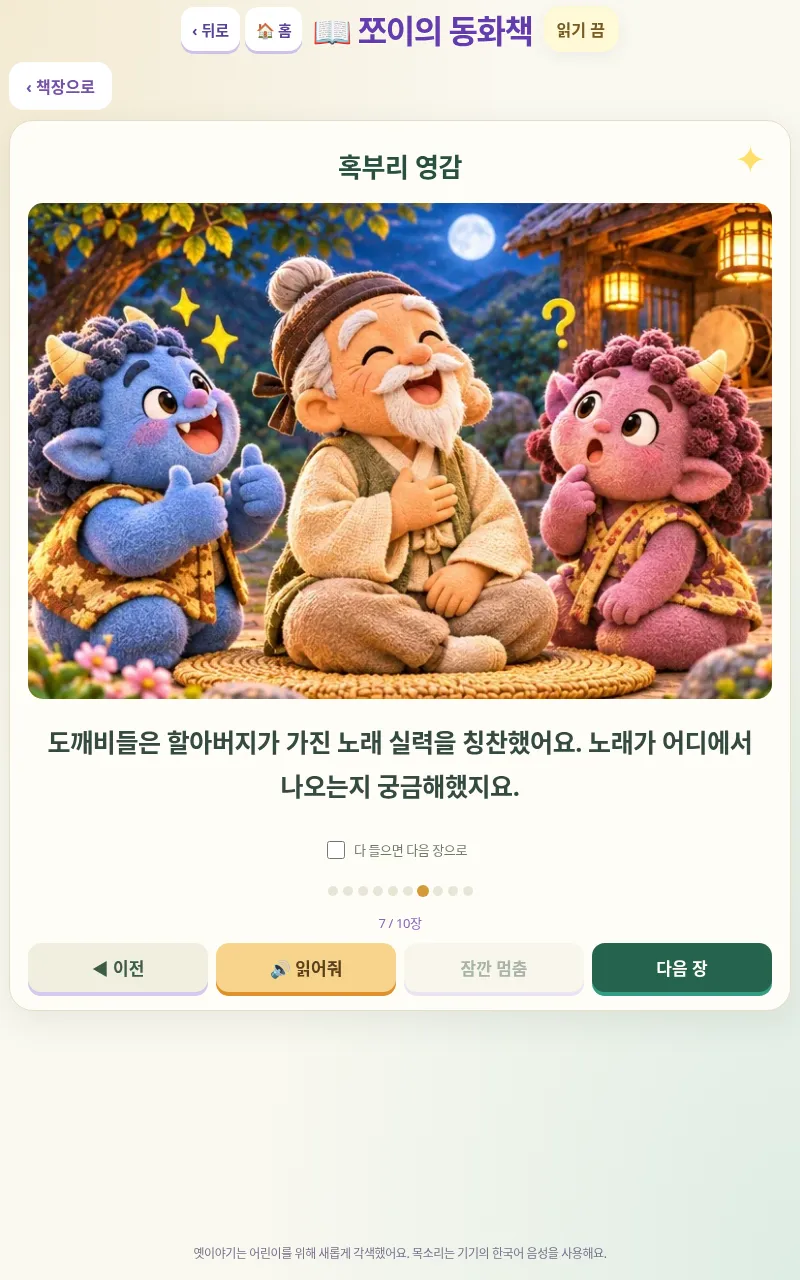 ‹ 뒤로 🏠 홈 📖 쪼이의 동화책 읽기 끝
‹ 책장으로
혹부리 영감
?
도깨비들은 할아버지가 가진 노래 실력을 칭찬했어요. 노래가 어디에서
나오는지 궁금해했지요.
다 들으면 다음 장으로
7 / 10장
◀ 이전 🔊 읽어줘 잠깐 멈춤 다음 장
옛이야기는 어린이를 위해 새롭게 각색했어요. 목소리는 기기의 한국어 음성을 사용해요.